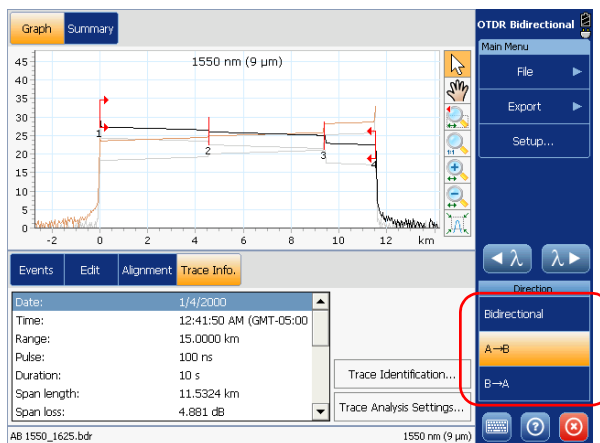 Graph Summary
OTDR Bidirectional
Main Menu
File
Export
Setup...
1550 nm (9 µm)
45
40
35
30
25
20
15
10
5
0
-2 0 2 4 6 8 10 12 km
1
2
3
4
1:1
λ λ
Direction
Bidirectional
A→B
B→A
Events Edit Alignment Trace Info.
Date: 1/4/2000
Time: 12:41:50 AM (GMT-05:00
Range: 15.0000 km
Pulse: 100 ns
Duration: 10 s
Span length: 11.5324 km
Span loss: 4.881 dB
Trace Identification...
Trace Analysis Settings...
AB 1550_1625.bdr
1550 nm (9 µm)